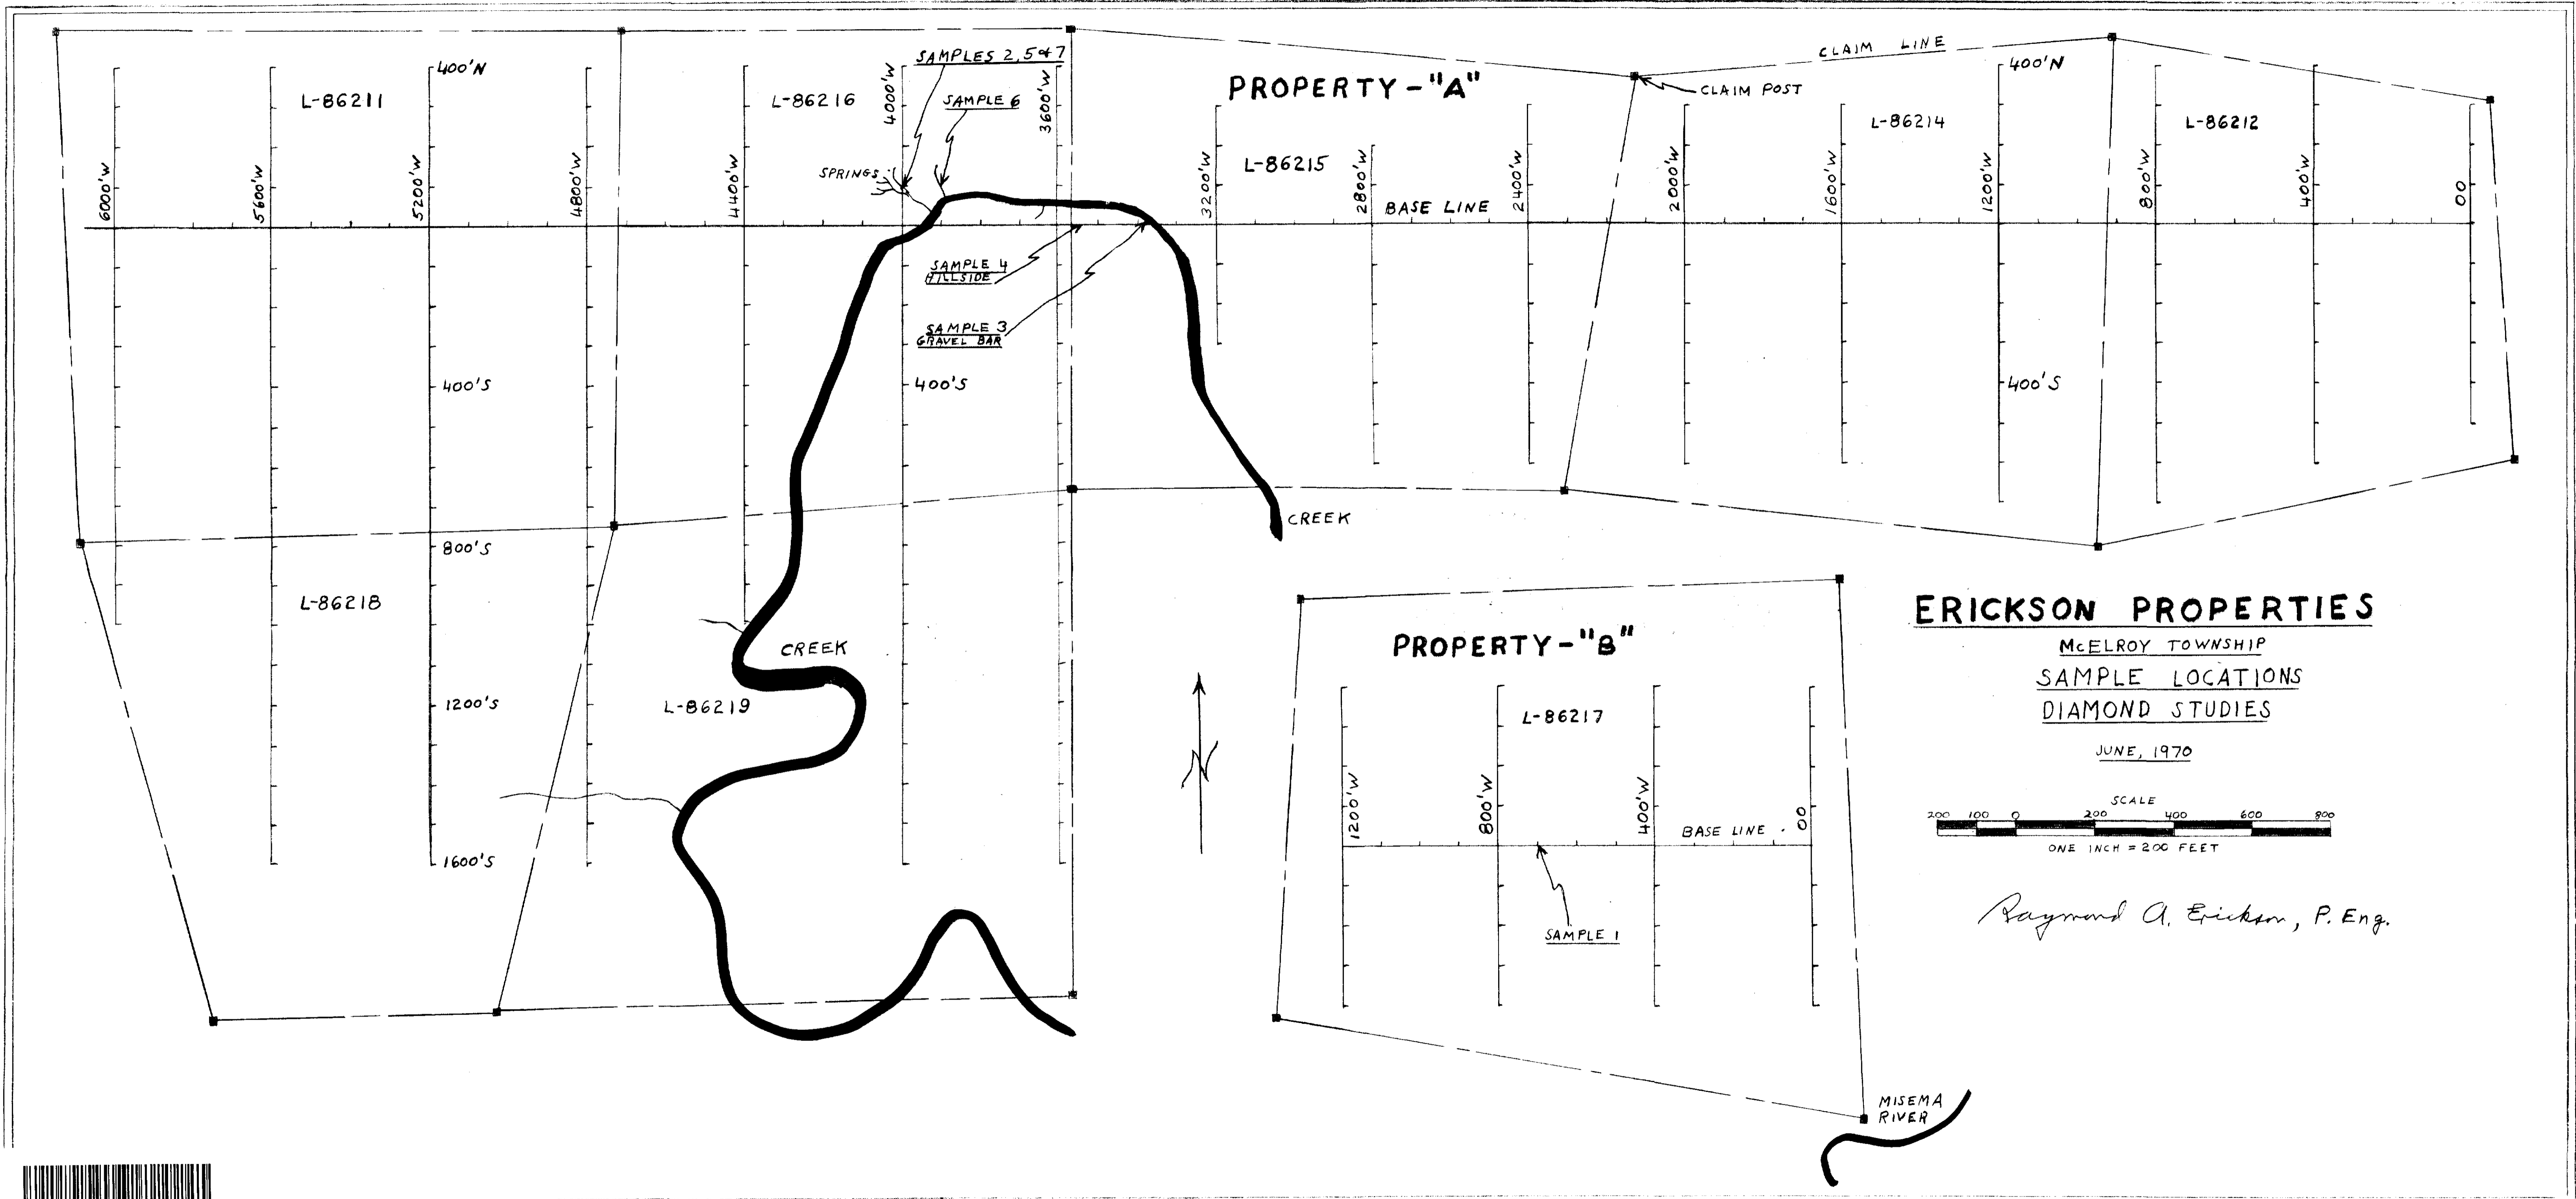 SAMPLES 2, 5 & 7
SAMPLE 6
SPRINGS
400'N
L-86211
L-86216
4000'W
3600'W
PROPERTY-"A"
CLAIM LINE
CLAIM POST
400'N
L-86215
L-86214
L-86212
6000'W
5600'W
5200'W
4800'W
4400'W
3200'W
2800'W
BASE LINE
2400'W
2000'W
1600'W
1200'W
800'W
400'W
00
SAMPLE 4
HILLSIDE
SAMPLE 3
GRAVEL BAR
400'S
400'S
400'S
CREEK
800'S
L-86218
CREEK
1200'S
L-86219
1600'S
N
PROPERTY-"B"
L-86217
1200'W
800'W
400'W
BASE LINE
00
SAMPLE 1
MISEMA
RIVER
ERICKSON PROPERTIES
McELROY TOWNSHIP
SAMPLE LOCATIONS
DIAMOND STUDIES
JUNE, 1970
SCALE
200 100 0 200 400 600 800
ONE INCH = 200 FEET
Raymond A. Erickson, P. Eng.